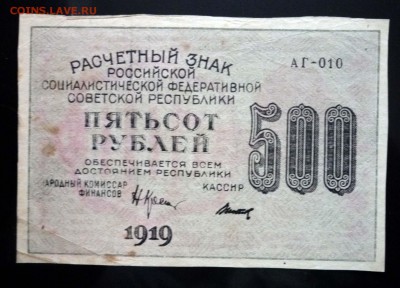 COINS.LAVE.RU
РАСЧЕТНЫЙ ЗНАК
РОССИЙСКОЙ
СОЦИАЛИСТИЧЕСКОЙ ФЕДЕРАТИВНОЙ
СОВЕТСКОЙ РЕСПУБЛИКИ
АГ-010
ПЯТЬСОТ
РУБЛЕЙ
500
ОБЕСПЕЧИВАЕТСЯ ВСЕМ
ДОСТОЯНИЕМ РЕСПУБЛИКИ
АРОДНЫЙ КОМИССАР
ФИНАНСОВ
КАССИР
1919